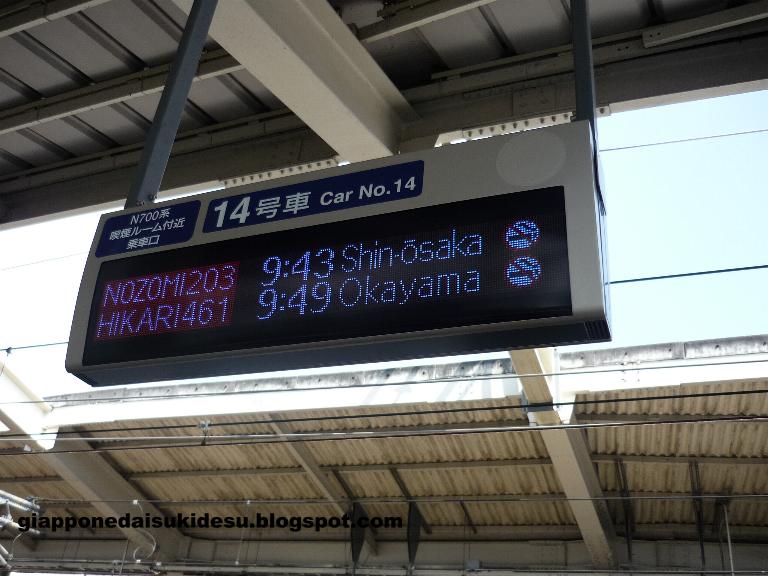 N700系
喫煙ルーム付近
乗車口
14号車 Car No.14
NOZOMI203 9:43 Shin-ōsaka
HIKARI461 9:49 Okayama
giapponedaisukidesu.blogspot.com